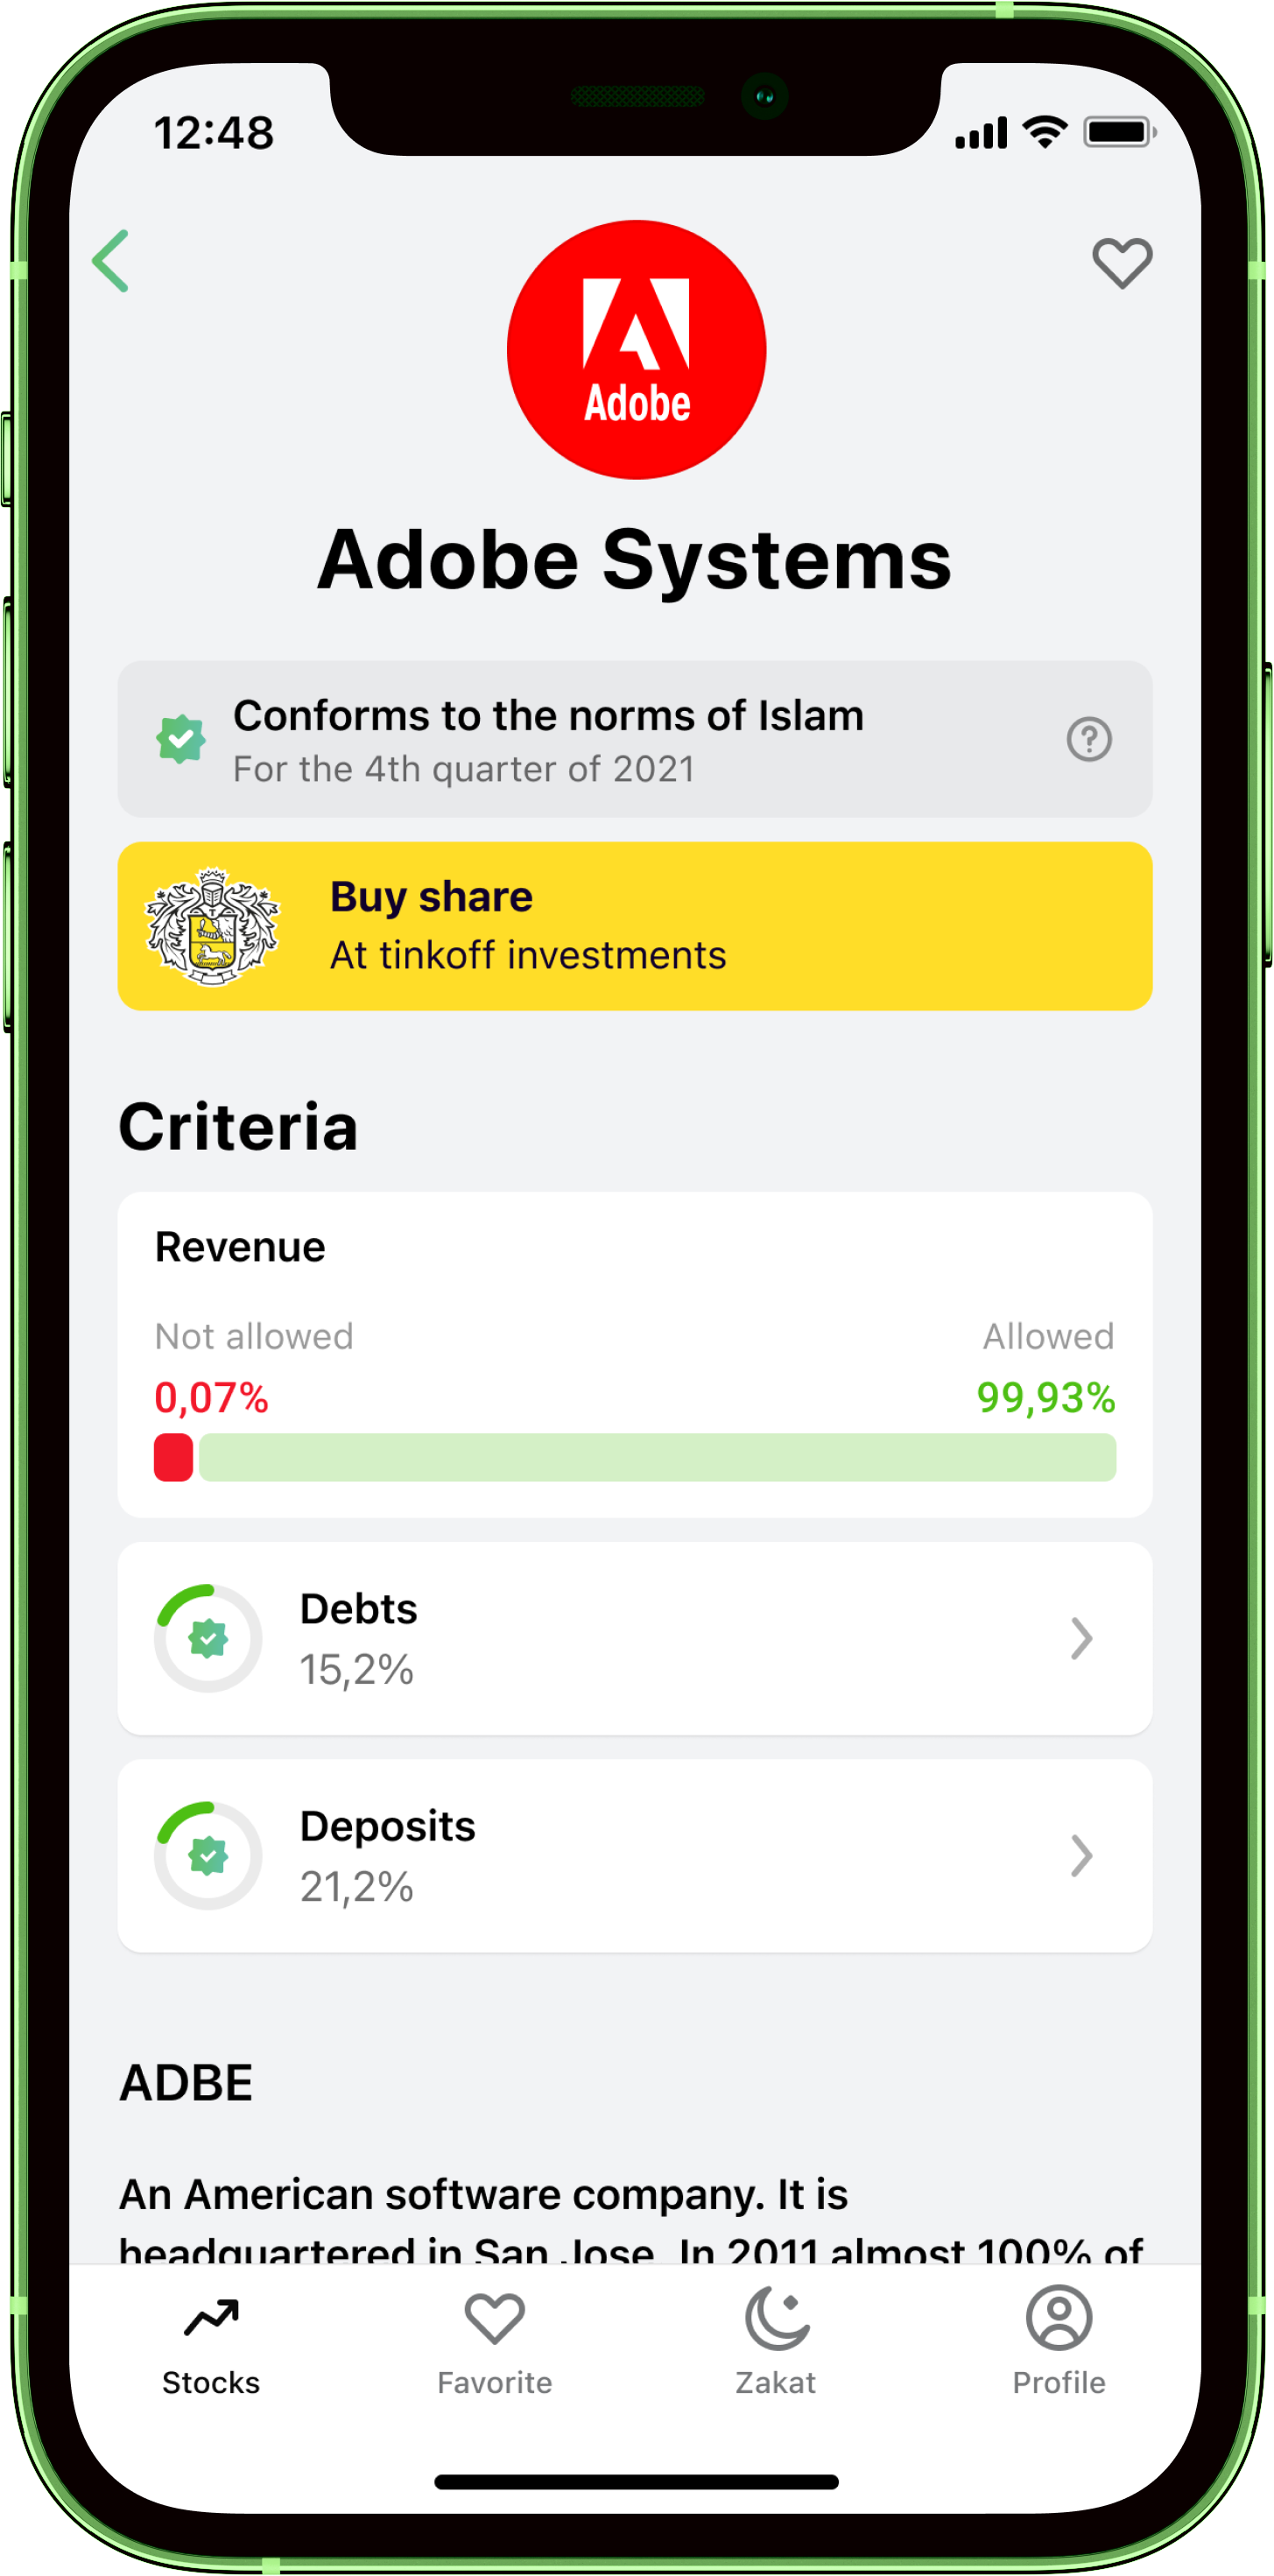 12:48
Adobe
Adobe Systems
Conforms to the norms of Islam
For the 4th quarter of 2021
Buy share
At tinkoff investments
Criteria
Revenue
Not allowed
Allowed
0,07%
99,93%
Debts
15,2%
Deposits
21,2%
ADBE
An American software company. It is
headquartered in San Jose. In 2011 almost 100% of
Stocks
Favorite
Zakat
Profile